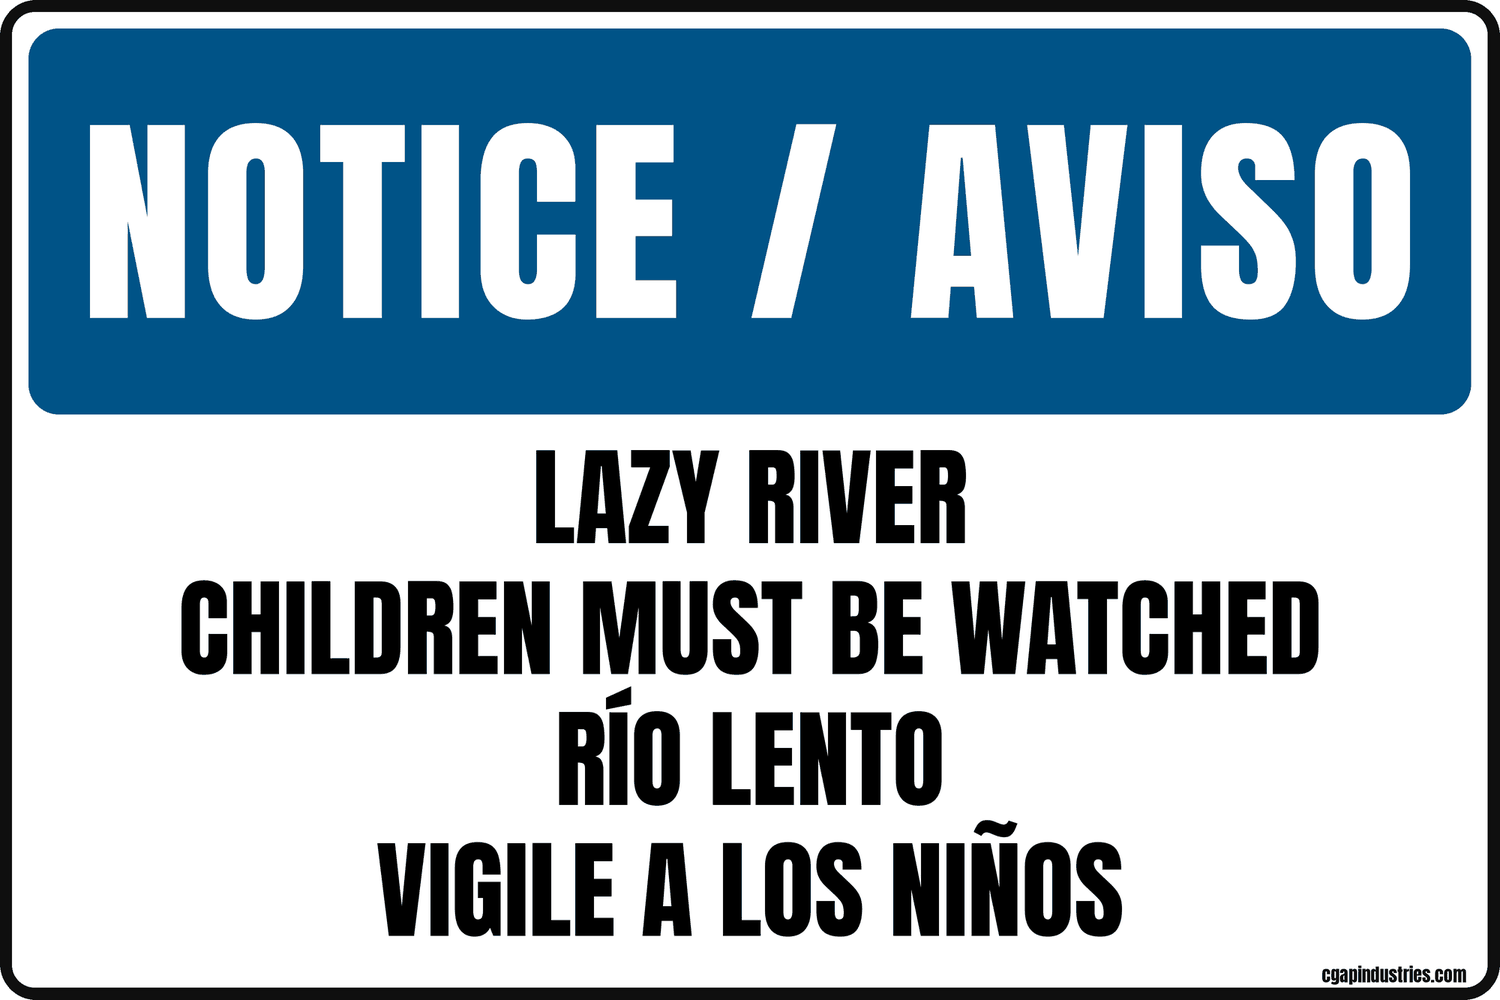 NOTICE / AVISO
LAZY RIVER
CHILDREN MUST BE WATCHED
RÍO LENTO
VIGILE A LOS NIÑOS
cgapindustries.com